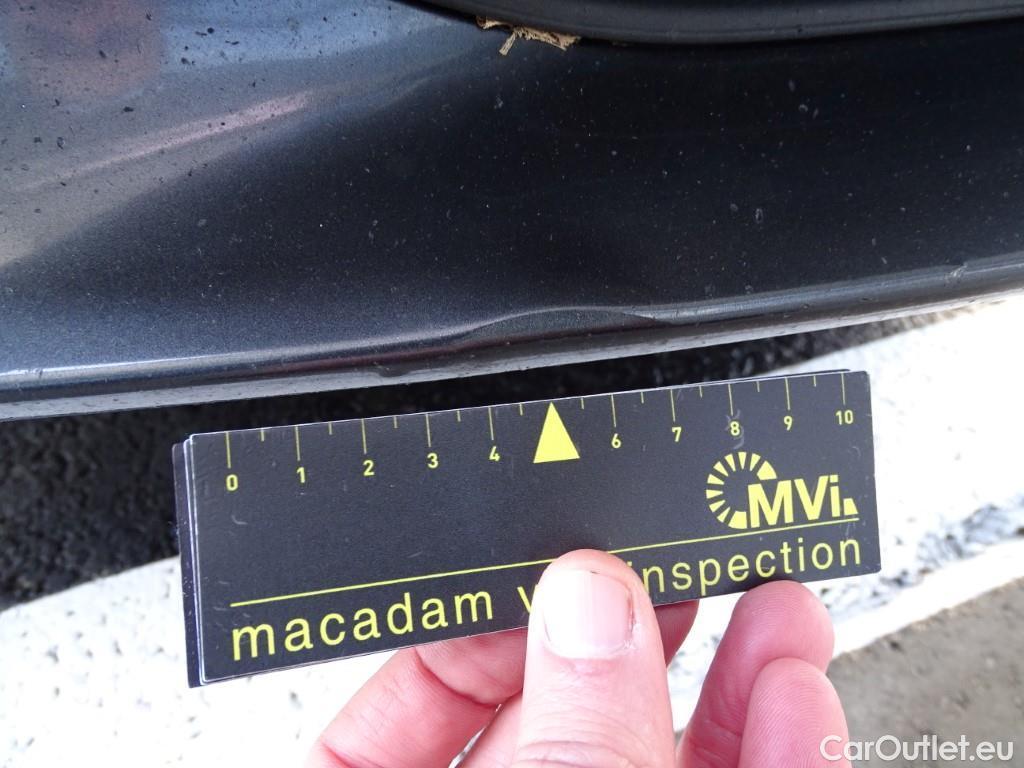 0 1 2 3 4 6 7 8 9 10
MVi
macadam inspection
CarOutlet.eu